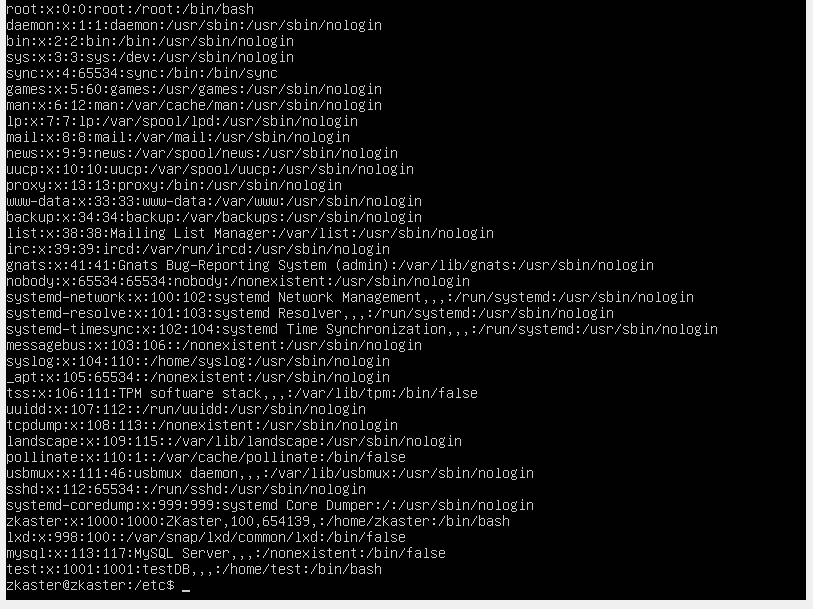 root:x:0:0:root:/root:/bin/bash
daemon:x:1:1:daemon:/usr/sbin:/usr/sbin/nologin
bin:x:2:2:bin:/bin:/usr/sbin/nologin
sys:x:3:3:sys:/dev:/usr/sbin/nologin
sync:x:4:65534:sync:/bin:/bin/sync
games:x:5:60:games:/usr/games:/usr/sbin/nologin
man:x:6:12:man:/var/cache/man:/usr/sbin/nologin
lp:x:7:7:lp:/var/spool/lpd:/usr/sbin/nologin
mail:x:8:8:mail:/var/mail:/usr/sbin/nologin
news:x:9:9:news:/var/spool/news:/usr/sbin/nologin
uucp:x:10:10:uucp:/var/spool/uucp:/usr/sbin/nologin
proxy:x:13:13:proxy:/bin:/usr/sbin/nologin
www-data:x:33:33:www-data:/var/www:/usr/sbin/nologin
backup:x:34:34:backup:/var/backups:/usr/sbin/nologin
list:x:38:38:Mailing List Manager:/var/list:/usr/sbin/nologin
irc:x:39:39:ircd:/var/run/ircd:/usr/sbin/nologin
gnats:x:41:41:Gnats Bug-Reporting System (admin):/var/lib/gnats:/usr/sbin/nologin
nobody:x:65534:65534:nobody:/nonexistent:/usr/sbin/nologin
systemd-network:x:100:102:systemd Network Management,,,:/run/systemd:/usr/sbin/nologin
systemd-resolve:x:101:103:systemd Resolver,,,:/run/systemd:/usr/sbin/nologin
systemd-timesync:x:102:104:systemd Time Synchronization,,,:/run/systemd:/usr/sbin/nologin
messagebus:x:103:106::/nonexistent:/usr/sbin/nologin
syslog:x:104:110::/home/syslog:/usr/sbin/nologin
_apt:x:105:65534::/nonexistent:/usr/sbin/nologin
tss:x:106:111:TPM software stack,,,:/var/lib/tpm:/bin/false
uuidd:x:107:112::/run/uuidd:/usr/sbin/nologin
tcpdump:x:108:113::/nonexistent:/usr/sbin/nologin
landscape:x:109:115::/var/lib/landscape:/usr/sbin/nologin
pollinate:x:110:1::/var/cache/pollinate:/bin/false
usbmux:x:111:46:usbmux daemon,,,:/var/lib/usbmux:/usr/sbin/nologin
sshd:x:112:65534::/run/sshd:/usr/sbin/nologin
systemd-coredump:x:999:999:systemd Core Dumper:/:/usr/sbin/nologin
zkaster:x:1000:1000:ZKaster,100,654139,:/home/zkaster:/bin/bash
lxd:x:998:100::/var/snap/lxd/common/lxd:/bin/false
mysql:x:113:117:MySQL Server,,,:/nonexistent:/bin/false
test:x:1001:1001:testDB,,,:/home/test:/bin/bash
zkaster@zkaster:/etc$ _